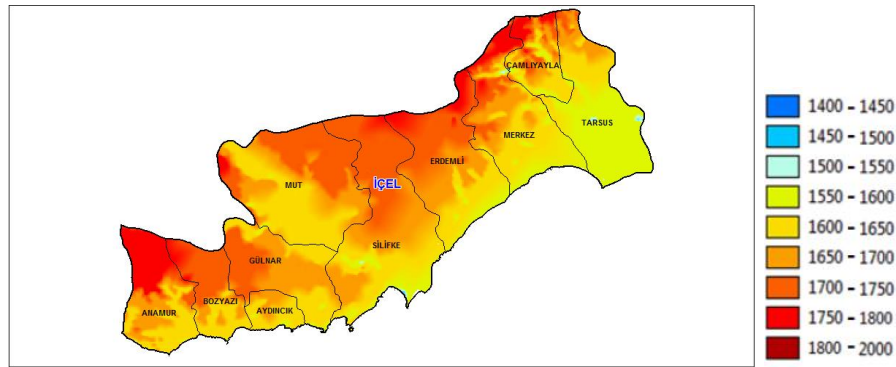 ÇAMLIYAYLA
TARSUS
MERKEZ
ERDEMLİ
MUT
İÇEL
SİLİFKE
GÜLNAR
BOZYAZI
AYDINCIK
ANAMUR
1400 - 1450
1450 - 1500
1500 - 1550
1550 - 1600
1600 - 1650
1650 - 1700
1700 - 1750
1750 - 1800
1800 - 2000